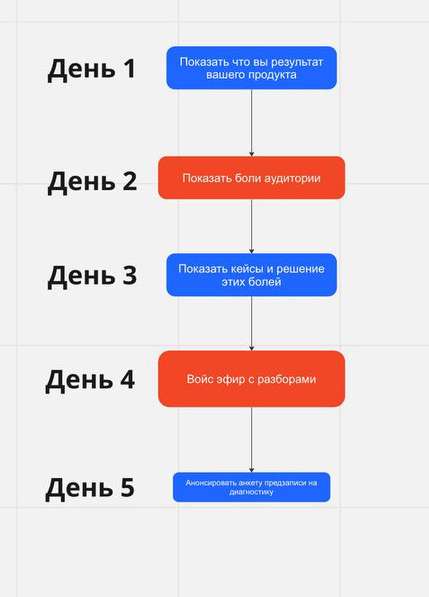 День 1
Показать что вы результат
вашего продукта
День 2
Показать боли аудитории
День 3
Показать кейсы и решение
этих болей
День 4
Войс эфир с разборами
День 5
Анонсировать анкету предзаписи на
диагностику